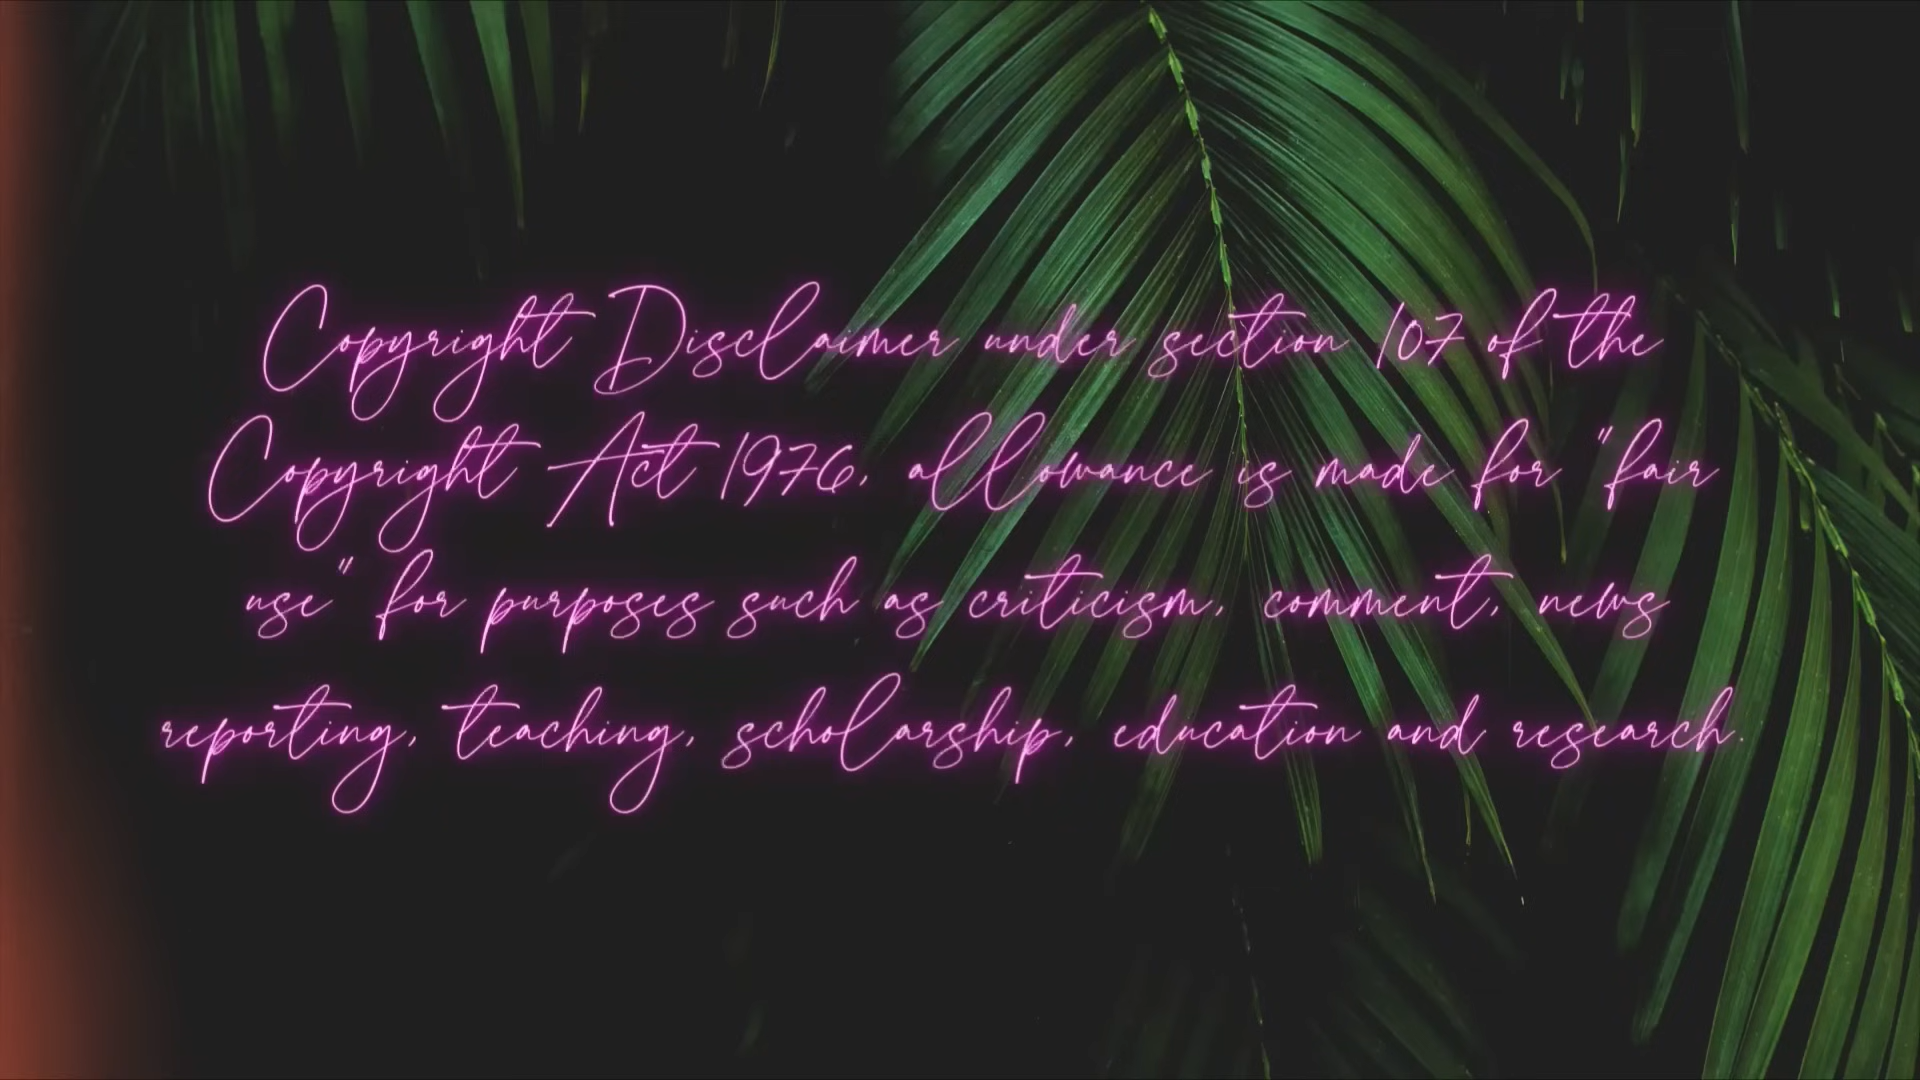 Copyright Disclaimer under section 107 of the
Copyright Act 1976, allowance is made for "fair
use" for purposes such as criticism, comment, news
reporting, teaching, scholarship, education and research.